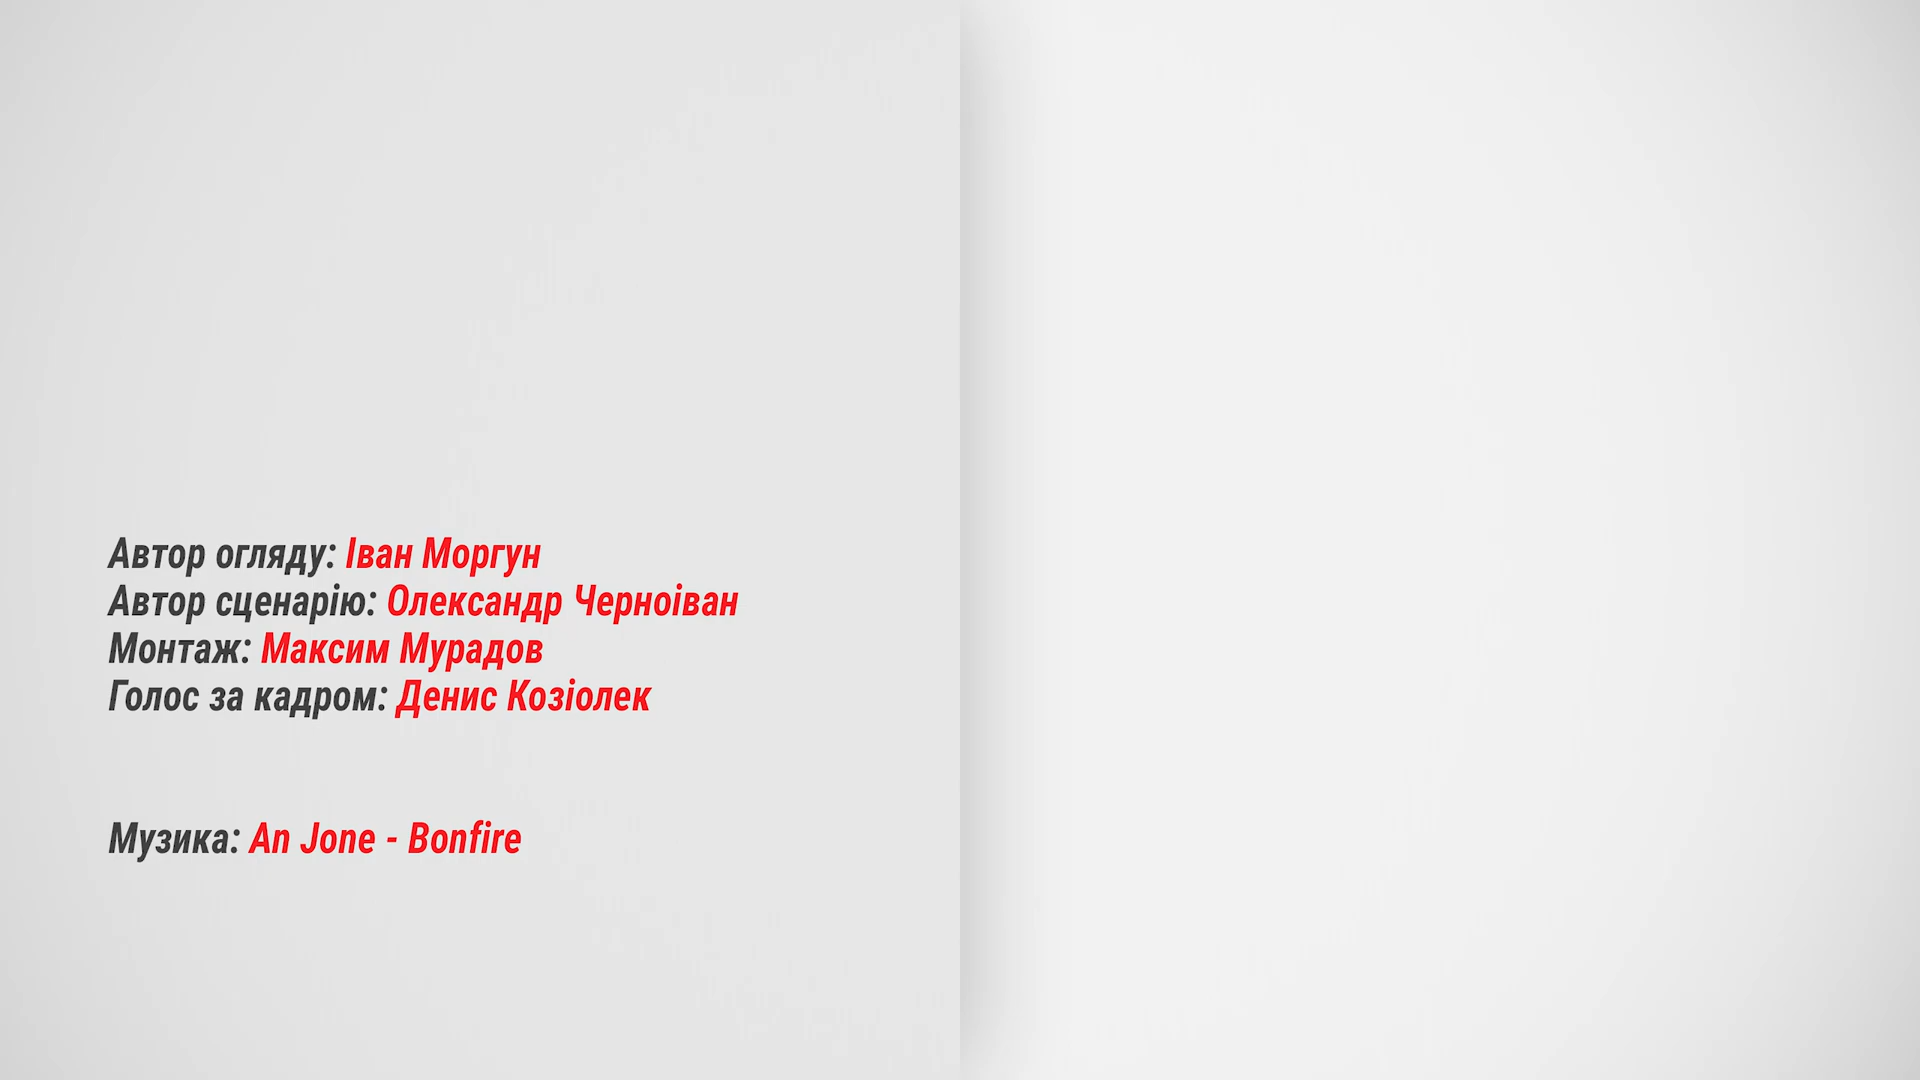 Автор огляду: Іван Моргун
Автор сценарію: Олександр Черноіван
Монтаж: Максим Мурадов
Голос за кадром: Денис Козіолек
Музика: An Jone - Bonfire